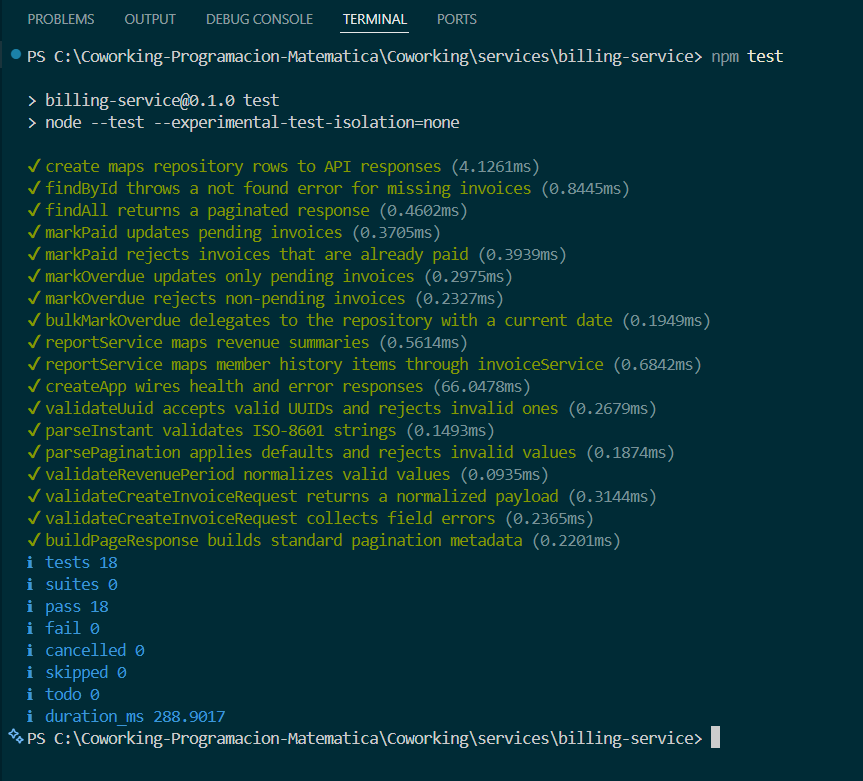 PROBLEMS OUTPUT DEBUG CONSOLE TERMINAL PORTS
PS C:\Coworking-Programacion-Matematica\Coworking\services\billing-service> npm test
> billing-service@0.1.0 test
> node --test --experimental-test-isolation=none
✓ create maps repository rows to API responses (4.1261ms)
✓ findById throws a not found error for missing invoices (0.8445ms)
✓ findAll returns a paginated response (0.4602ms)
✓ markPaid updates pending invoices (0.3705ms)
✓ markPaid rejects invoices that are already paid (0.3939ms)
✓ markOverdue updates only pending invoices (0.2975ms)
✓ markOverdue rejects non-pending invoices (0.2327ms)
✓ bulkMarkOverdue delegates to the repository with a current date (0.1949ms)
✓ reportService maps revenue summaries (0.5614ms)
✓ reportService maps member history items through invoiceService (0.6842ms)
✓ createApp wires health and error responses (66.0478ms)
✓ validateUuid accepts valid UUIDs and rejects invalid ones (0.2679ms)
✓ parseInstant validates ISO-8601 strings (0.1493ms)
✓ parsePagination applies defaults and rejects invalid values (0.1874ms)
✓ validateRevenuePeriod normalizes valid values (0.0935ms)
✓ validateCreateInvoiceRequest returns a normalized payload (0.3144ms)
✓ validateCreateInvoiceRequest collects field errors (0.2365ms)
✓ buildPageResponse builds standard pagination metadata (0.2201ms)
ℹ tests 18
ℹ suites 0
ℹ pass 18
ℹ fail 0
ℹ cancelled 0
ℹ skipped 0
ℹ todo 0
ℹ duration_ms 288.9017
PS C:\Coworking-Programacion-Matematica\Coworking\services\billing-service>